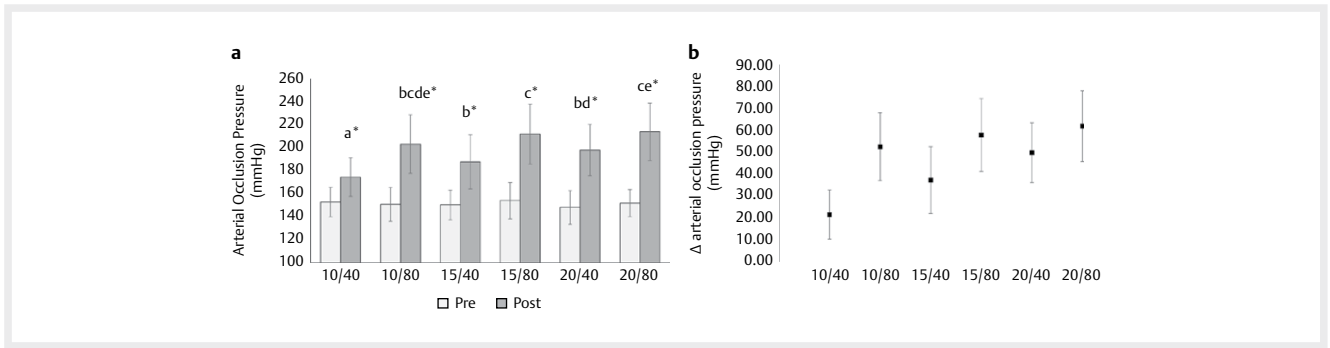 a
Arterial Occlusion Pressure
(mmHg)
260
240
220
200
180
160
140
120
100
a*
bcde*
b*
c*
bd*
ce*
10/40 10/80 15/40 15/80 20/40 20/80
Pre Post
b
Δ arterial occlusion pressure
(mmHg)
90.00
80.00
70.00
60.00
50.00
40.00
30.00
20.00
10.00
0.00
10/40 10/80 15/40 15/80 20/40 20/80